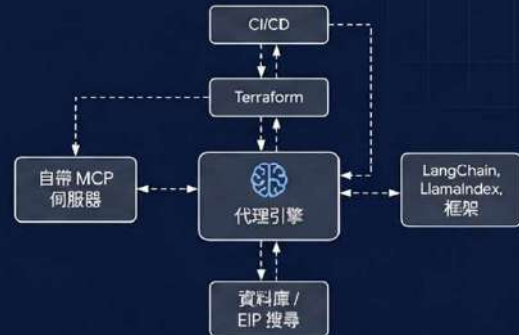 CI/CD
Terraform
自帶 MCP
伺服器
代理引擎
LangChain,
LlamaIndex,
框架
資料庫 /
EIP 搜尋